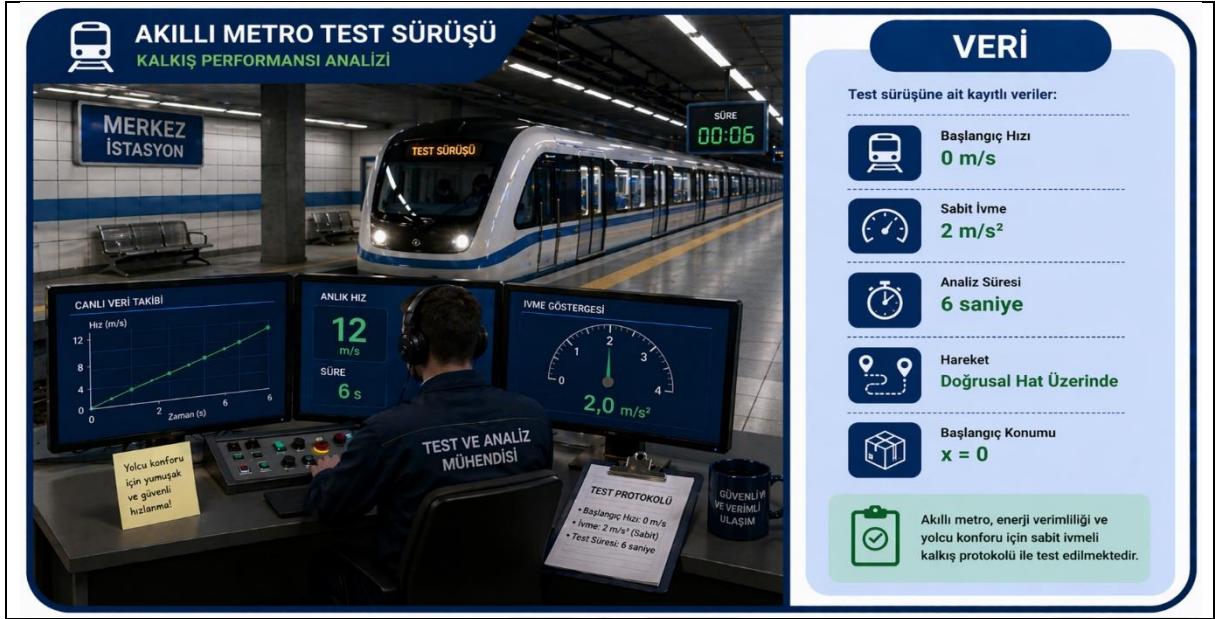 AKILLI METRO TEST SÜRÜŞÜ
KALKIŞ PERFORMANSI ANALİZİ
MERKEZ
İSTASYON
TEST SÜRÜŞÜ
SÜRE
00:06
CANLI VERİ TAKİBİ
Hız (m/s)
12
8
4
0
0
2
6
6
Zaman (s)
ANLIK HIZ
12
m/s
SÜRE
6 s
IVME GÖSTERGESİ
0
1
2
3
4
2,0 m/s²
Yolcu konforu
için yumuşak
ve güvenli
hızlanma!
TEST VE ANALİZ
MÜHENDİSİ
TEST PROTOKOLÜ
• Başlangıç Hızı: 0 m/s
• İvme: 2 m/s² (Sabit)
• Test Süresi: 6 saniye
GÜVENLİ V
VE VERİMLİ
ULAŞIM
VERİ
Test sürüşüne ait kayıtlı veriler:
Başlangıç Hızı
0 m/s
Sabit İvme
2 m/s²
Analiz Süresi
6 saniye
Hareket
Doğrusal Hat Üzerinde
Başlangıç Konumu
x = 0
Akıllı metro, enerji verimliliği ve
yolcu konforu için sabit ivmeli
kalkış protokolü ile test edilmektedir.